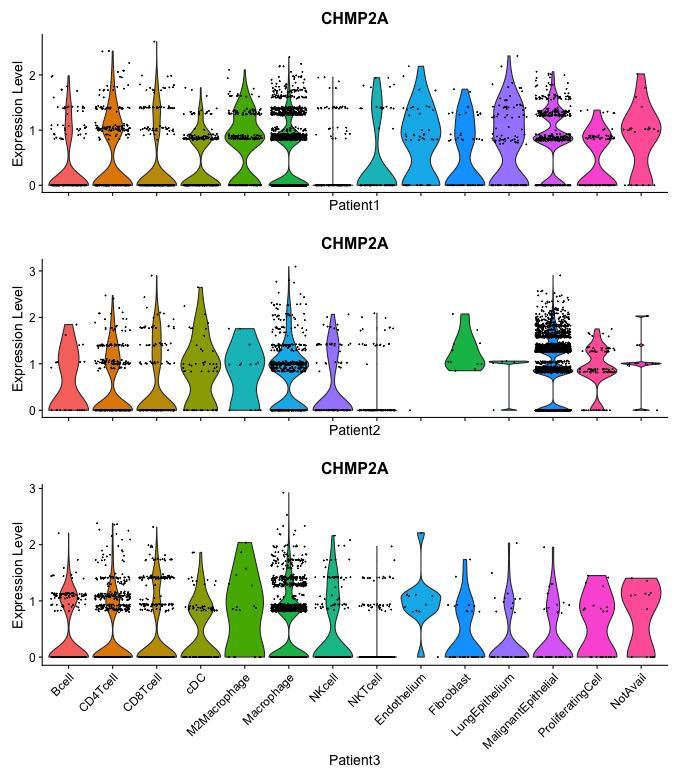 CHMP2A
Expression Level
2
1
0
Patient1
CHMP2A
Expression Level
3
2
1
0
Patient2
CHMP2A
Expression Level
3
2
1
0
Bcell
CD4Tcell
CD8Tcell
cDC
M2Macrophage
Macrophage
NKcell
NKTcell
Endothelium
Fibroblast
LungEpithelium
MalignantEpithelial
ProliferatingCell
NotAvail
Patient3